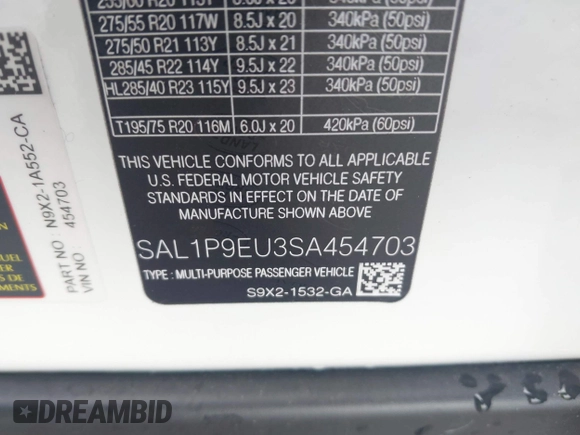 275/55 R20 117W 8.5J x 20 340kPa (50psi)
275/50 R21 113Y 8.5J x 21 340kPa (50psi)
285/45 R22 114Y 9.5J x 22 340kPa (50psi)
HL285/40 R23 115Y 9.5J x 23 340kPa (50psi)
T195/75 R20 116M 6.0J x 20 420kPa (60psi)
THIS VEHICLE CONFORMS TO ALL APPLICABLE
U.S. FEDERAL MOTOR VEHICLE SAFETY
STANDARDS IN EFFECT ON THE DATE OF
MANUFACTURE SHOWN ABOVE.
SAL1P9EU3SA454703
TYPE : MULTI-PURPOSE PASSENGER VEHICLE
S9X2-1532-GA
PART NO : N9X2-1A552-CA
VIN NO : 454703
DREAMBID